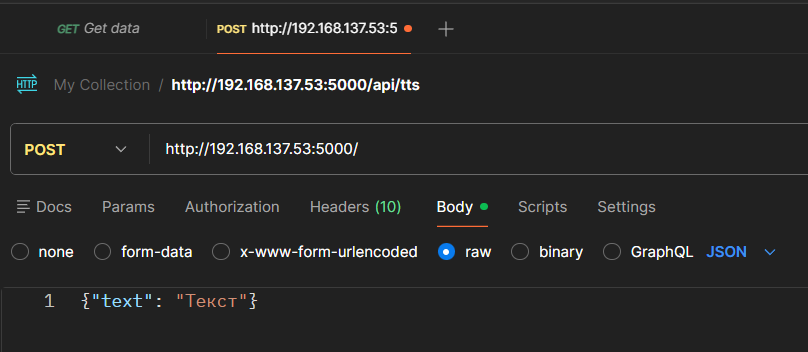 GET Get data POST http://192.168.137.53:5
HTTP My Collection / http://192.168.137.53:5000/api/tts
POST http://192.168.137.53:5000/
Docs Params Authorization Headers (10) Body Scripts Settings
none form-data x-www-form-urlencoded raw binary GraphQL JSON
1 {"text": "Текст"}